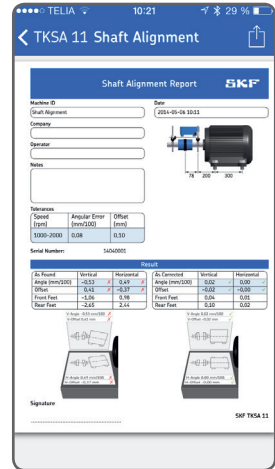 TELIA 10:21 29 %
TKSA 11 Shaft Alignment
Shaft Alignment Report SKF
Machine ID Date
Shaft Alignment 2014-05-06 10:11
Company
Operator
Notes
78 200 300
Tolerances
Speed (rpm) Angular Error (mm/100) Offset (mm)
1000-2000 0,08 0,10
Serial Number: 14040001
Result
As Found Vertical Horizontal As Corrected Vertical Horizontal
Angle (mm/100) -0,53 ✗ 0,49 ✗ Angle (mm/100) 0,02 ✓ 0,00 ✓
Offset 0,41 ✗ -0,37 ✗ Offset -0,02 ✓ -0,00 ✓
Front Feet -1,06 0,98 Front Feet 0,04 0,01
Rear Feet -2,65 2,44 Rear Feet 0,10 0,02
Signature
SKF TKSA 11